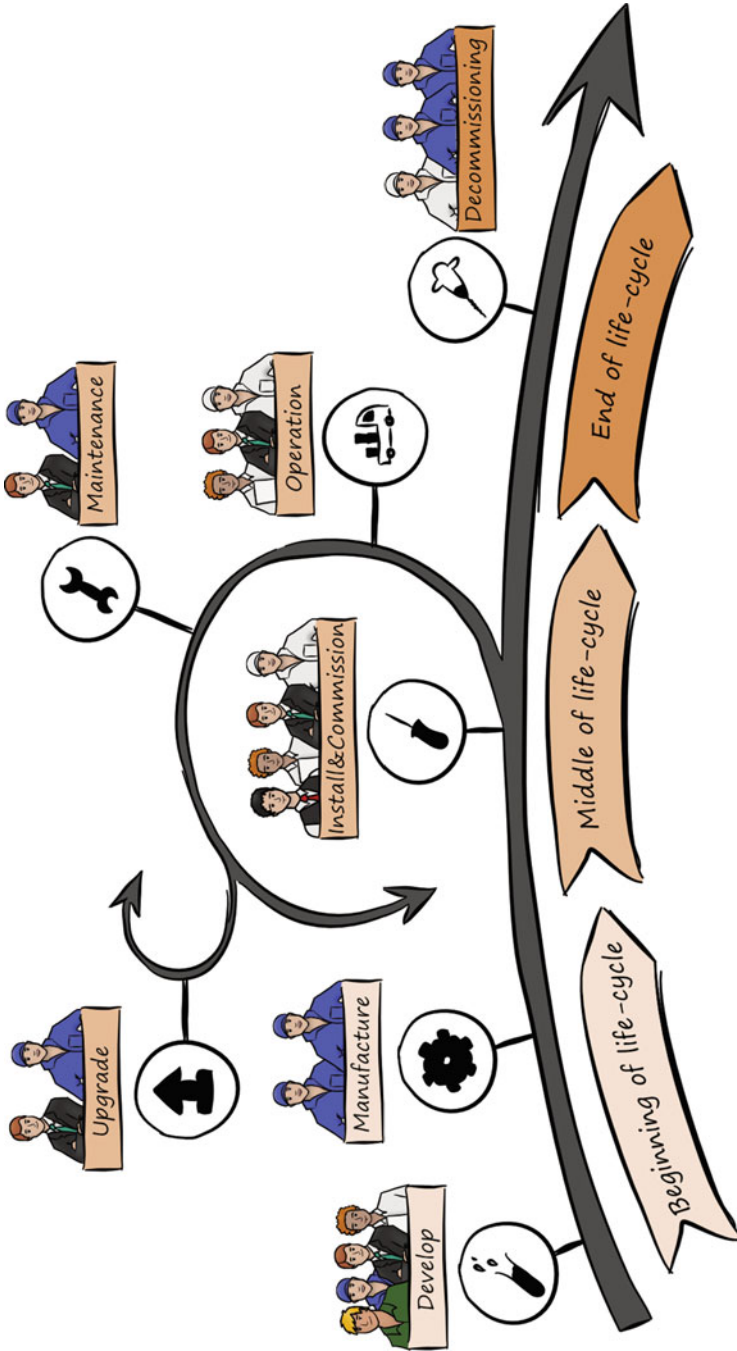 Develop
Manufacture
Upgrade
Install&Commission
Maintenance
Operation
Decommissioning
Beginning of life-cycle
Middle of life-cycle
End of life-cycle